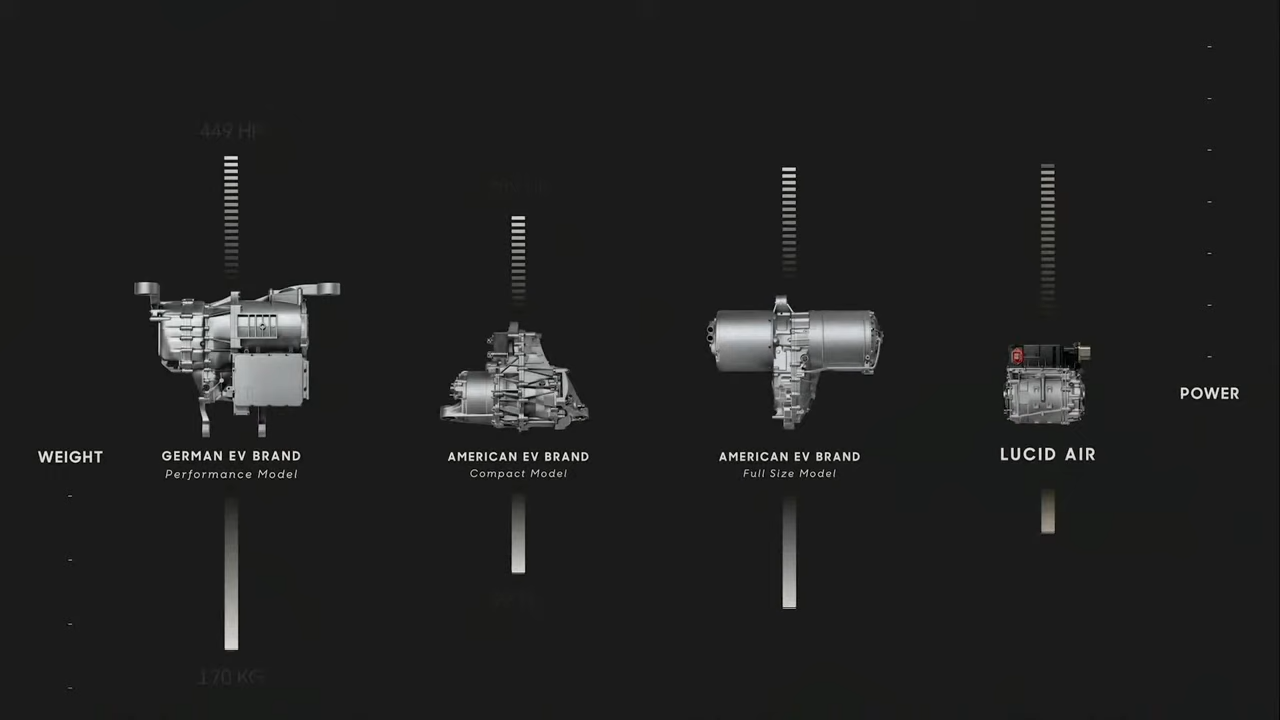 449 HP
POWER
WEIGHT
GERMAN EV BRAND
Performance Model
AMERICAN EV BRAND
Compact Model
AMERICAN EV BRAND
Full Size Model
LUCID AIR
170 KG